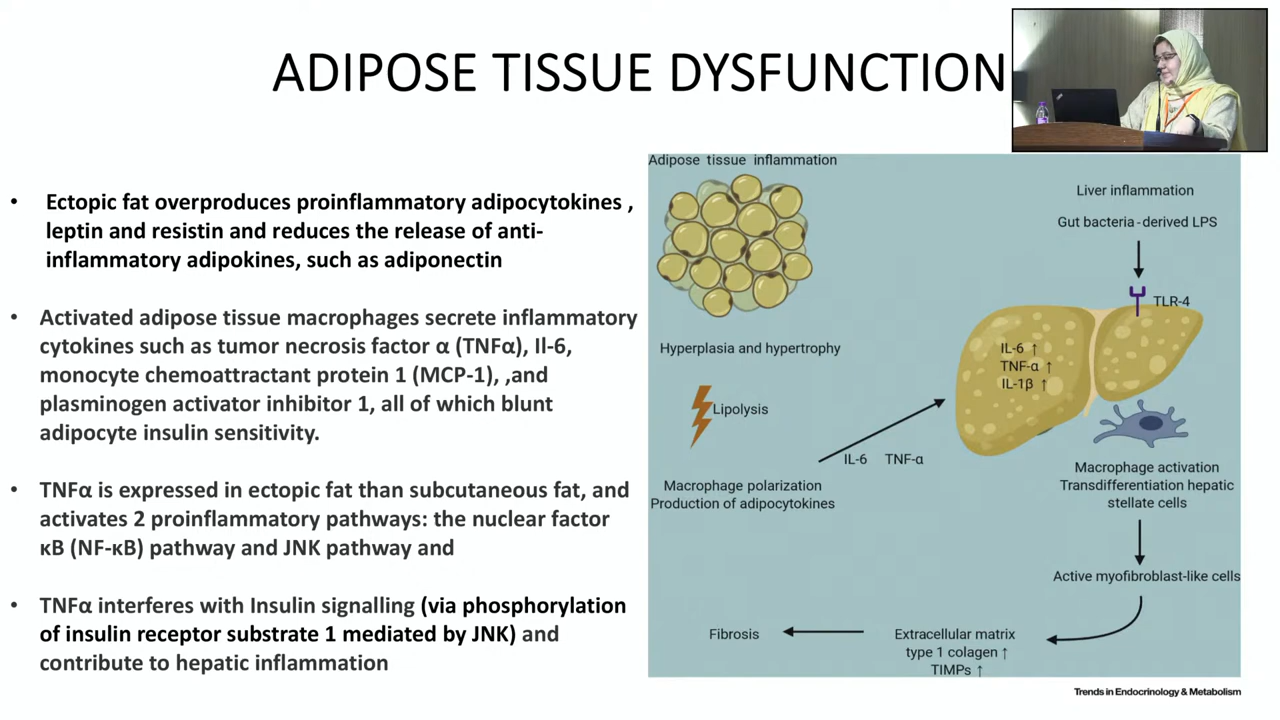 ADIPOSE TISSUE DYSFUNCTION
• Ectopic fat overproduces proinflammatory adipocytokines ,
leptin and resistin and reduces the release of anti-
inflammatory adipokines, such as adiponectin
• Activated adipose tissue macrophages secrete inflammatory
cytokines such as tumor necrosis factor α (TNFα), Il-6,
monocyte chemoattractant protein 1 (MCP-1), ,and
plasminogen activator inhibitor 1, all of which blunt
adipocyte insulin sensitivity.
• TNFα is expressed in ectopic fat than subcutaneous fat, and
activates 2 proinflammatory pathways: the nuclear factor
κB (NF-κB) pathway and JNK pathway and
• TNFα interferes with Insulin signalling (via phosphorylation
of insulin receptor substrate 1 mediated by JNK) and
contribute to hepatic inflammation
Adipose tissue inflammation
Hyperplasia and hypertrophy
Lipolysis
Macrophage polarization
Production of adipocytokines
IL-6 TNF-α
Liver inflammation
Gut bacteria-derived LPS
TLR-4
IL-6 ↑
TNF-α ↑
IL-1β ↑
Macrophage activation
Transdifferentiation hepatic
stellate cells
Active myofibroblast-like cells
Extracellular matrix
type 1 colagen ↑
TIMPs ↑
Fibrosis
Trends in Endocrinology & Metabolism